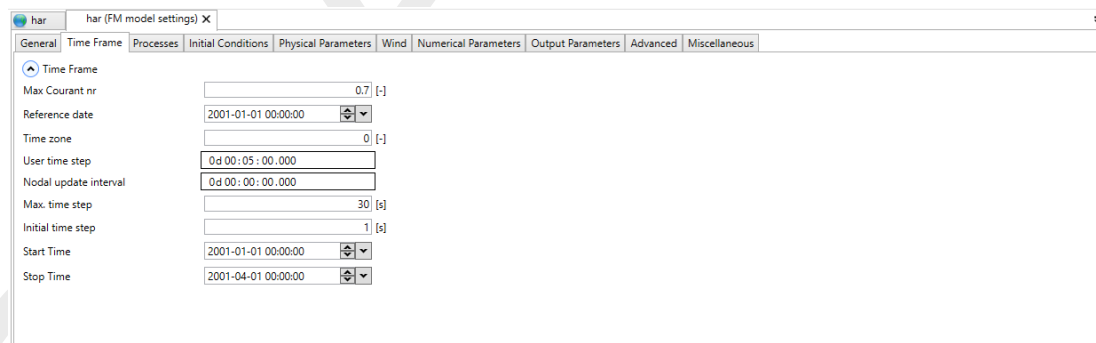 har har (FM model settings) X
General Time Frame Processes Initial Conditions Physical Parameters Wind Numerical Parameters Output Parameters Advanced Miscellaneous
Time Frame
Max Courant nr 0.7 [-]
Reference date 2001-01-01 00:00:00
Time zone 0 [-]
User time step 0d 00:05:00.000
Nodal update interval 0d 00:00:00.000
Max. time step 30 [s]
Initial time step 1 [s]
Start Time 2001-01-01 00:00:00
Stop Time 2001-04-01 00:00:00